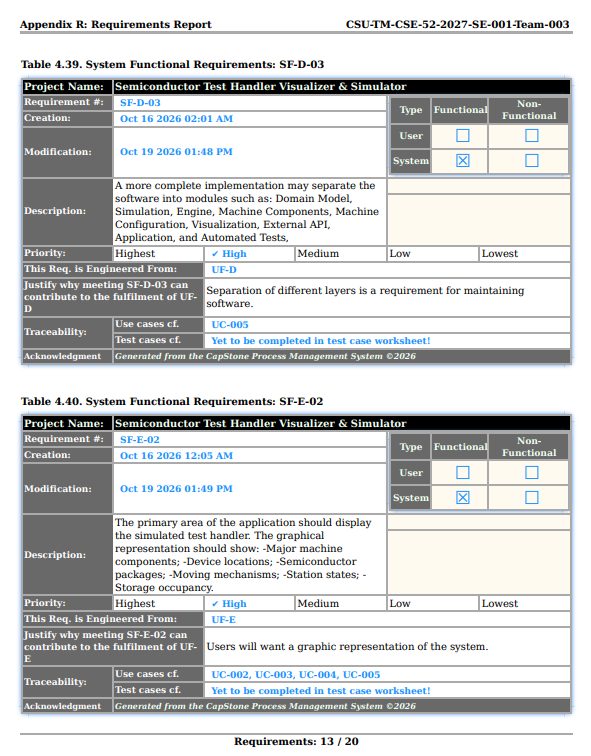 Appendix R: Requirements Report CSU-TM-CSE-52-2027-SE-001-Team-003
Table 4.39. System Functional Requirements: SF-D-03
Project Name: Semiconductor Test Handler Visualizer & Simulator
Requirement #: SF-D-03
Creation: Oct 16 2026 02:01 AM
Modification: Oct 19 2026 01:48 PM
Type Functional Non-
Functional
User ☐ ☐
System ☒ ☐
Description:
A more complete implementation may separate the
software into modules such as: Domain Model,
Simulation, Engine, Machine Components, Machine
Configuration, Visualization, External API,
Application, and Automated Tests,
Priority: Highest ✓ High Medium Low Lowest
This Req. is Engineered From: UF-D
Justify why meeting SF-D-03 can
contribute to the fulfilment of UF-
D
Separation of different layers is a requirement for maintaining
software.
Traceability:
Use cases cf. UC-005
Test cases cf. Yet to be completed in test case worksheet!
Acknowledgment Generated from the CapStone Process Management System ©2026
Table 4.40. System Functional Requirements: SF-E-02
Project Name: Semiconductor Test Handler Visualizer & Simulator
Requirement #: SF-E-02
Creation: Oct 16 2026 12:05 AM
Modification: Oct 19 2026 01:49 PM
Type Functional Non-
Functional
User ☐ ☐
System ☒ ☐
Description:
The primary area of the application should display
the simulated test handler. The graphical
representation should show: -Major machine
components; -Device locations; -Semiconductor
packages; -Moving mechanisms; -Station states; -
Storage occupancy.
Priority: Highest ✓ High Medium Low Lowest
This Req. is Engineered From: UF-E
Justify why meeting SF-E-02 can
contribute to the fulfilment of UF-
E
Users will want a graphic representation of the system.
Traceability:
Use cases cf. UC-002, UC-003, UC-004, UC-005
Test cases cf. Yet to be completed in test case worksheet!
Acknowledgment Generated from the CapStone Process Management System ©2026
Requirements: 13 / 20